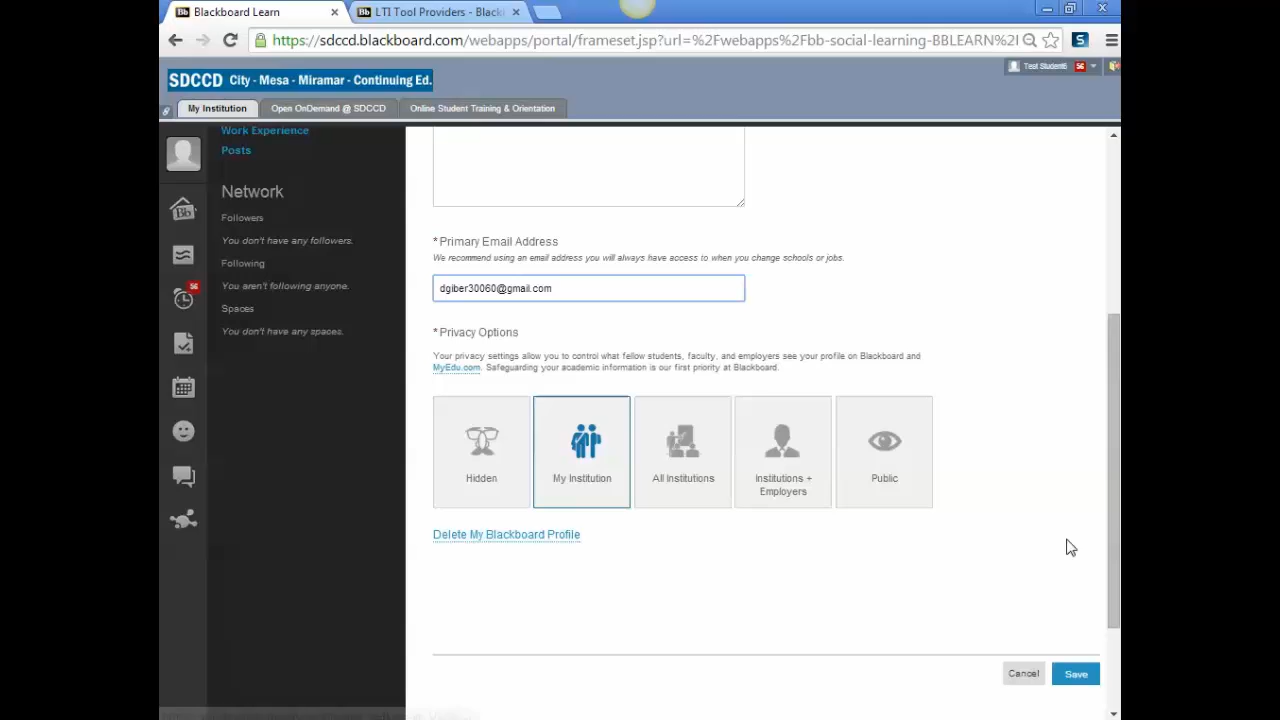 Blackboard Learn
LTI Tool Providers - Black
https://sdccd.blackboard.com/webapps/portal/frameset.jsp?url=%2Fwebapps%2Fbb-social-learning-BBLEARN%2
SDCCD City - Mesa - Miramar - Continuing Ed.
Test Student6 56
My Institution
Open OnDemand @ SDCCD
Online Student Training & Orientation
Work Experience
Posts
Network
Followers
You don't have any followers.
Following
You aren't following anyone.
Spaces
You don't have any spaces.
Bb
56
*Primary Email Address
We recommend using an email address you will always have access to when you change schools or jobs.
dgiber30060@gmail.com
*Privacy Options
Your privacy settings allow you to control what fellow students, faculty, and employers see your profile on Blackboard and
MyEdu.com. Safeguarding your academic information is our first priority at Blackboard.
Hidden
My Institution
All Institutions
Institutions +
Employers
Public
Delete My Blackboard Profile
Cancel
Save